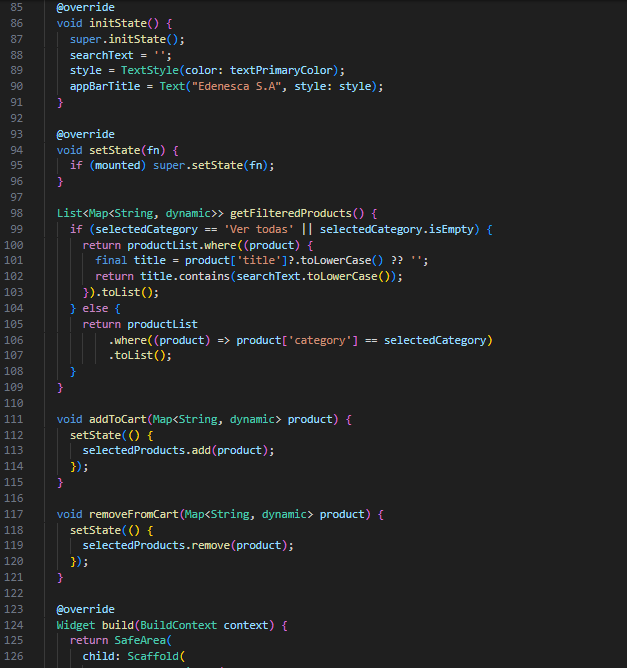 85 @override
86 void initState() {
87 super.initState();
88 searchText = '';
89 style = TextStyle(color: textPrimaryColor);
90 appBarTitle = Text("Edenesca S.A", style: style);
91 }
92
93 @override
94 void setState(fn) {
95 if (mounted) super.setState(fn);
96 }
97
98 List<Map<String, dynamic>> getFilteredProducts() {
99 if (selectedCategory == 'Ver todas' || selectedCategory.isEmpty) {
100 return productList.where((product) {
101 final title = product['title']?.toLowerCase() ?? '';
102 return title.contains(searchText.toLowerCase());
103 }).toList();
104 } else {
105 return productList
106 .where((product) => product['category'] == selectedCategory)
107 .toList();
108 }
109 }
110
111 void addToCart(Map<String, dynamic> product) {
112 setState(() {
113 selectedProducts.add(product);
114 });
115 }
116
117 void removeFromCart(Map<String, dynamic> product) {
118 setState(() {
119 selectedProducts.remove(product);
120 });
121 }
122
123 @override
124 Widget build(BuildContext context) {
125 return SafeArea(
126 child: Scaffold(